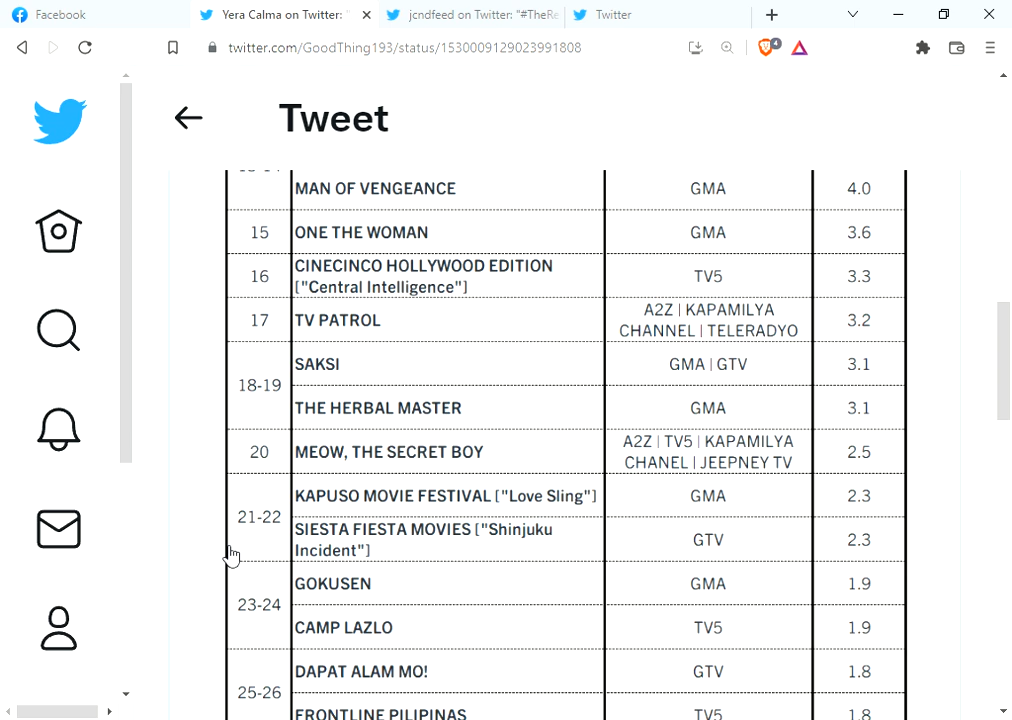 Facebook
Yera Calma on Twitter: "
jcndfeed on Twitter: "#TheRe
Twitter
twitter.com/GoodThing193/status/1530009129023991808
4
Tweet
MAN OF VENGEANCE GMA 4.0
15 ONE THE WOMAN GMA 3.6
16 CINECINCO HOLLYWOOD EDITION
["Central Intelligence"] TV5 3.3
17 TV PATROL A2Z | KAPAMILYA
CHANNEL | TELERADYO 3.2
18-19 SAKSI GMA | GTV 3.1
THE HERBAL MASTER GMA 3.1
20 MEOW, THE SECRET BOY A2Z | TV5 | KAPAMILYA
CHANEL | JEEPNEY TV 2.5
21-22 KAPUSO MOVIE FESTIVAL ["Love Sling"] GMA 2.3
SIESTA FIESTA MOVIES ["Shinjuku
Incident"] GTV 2.3
23-24 GOKUSEN GMA 1.9
CAMP LAZLO TV5 1.9
25-26 DAPAT ALAM MO! GTV 1.8
FRONTLINE PILIPINAS TV5 1.8